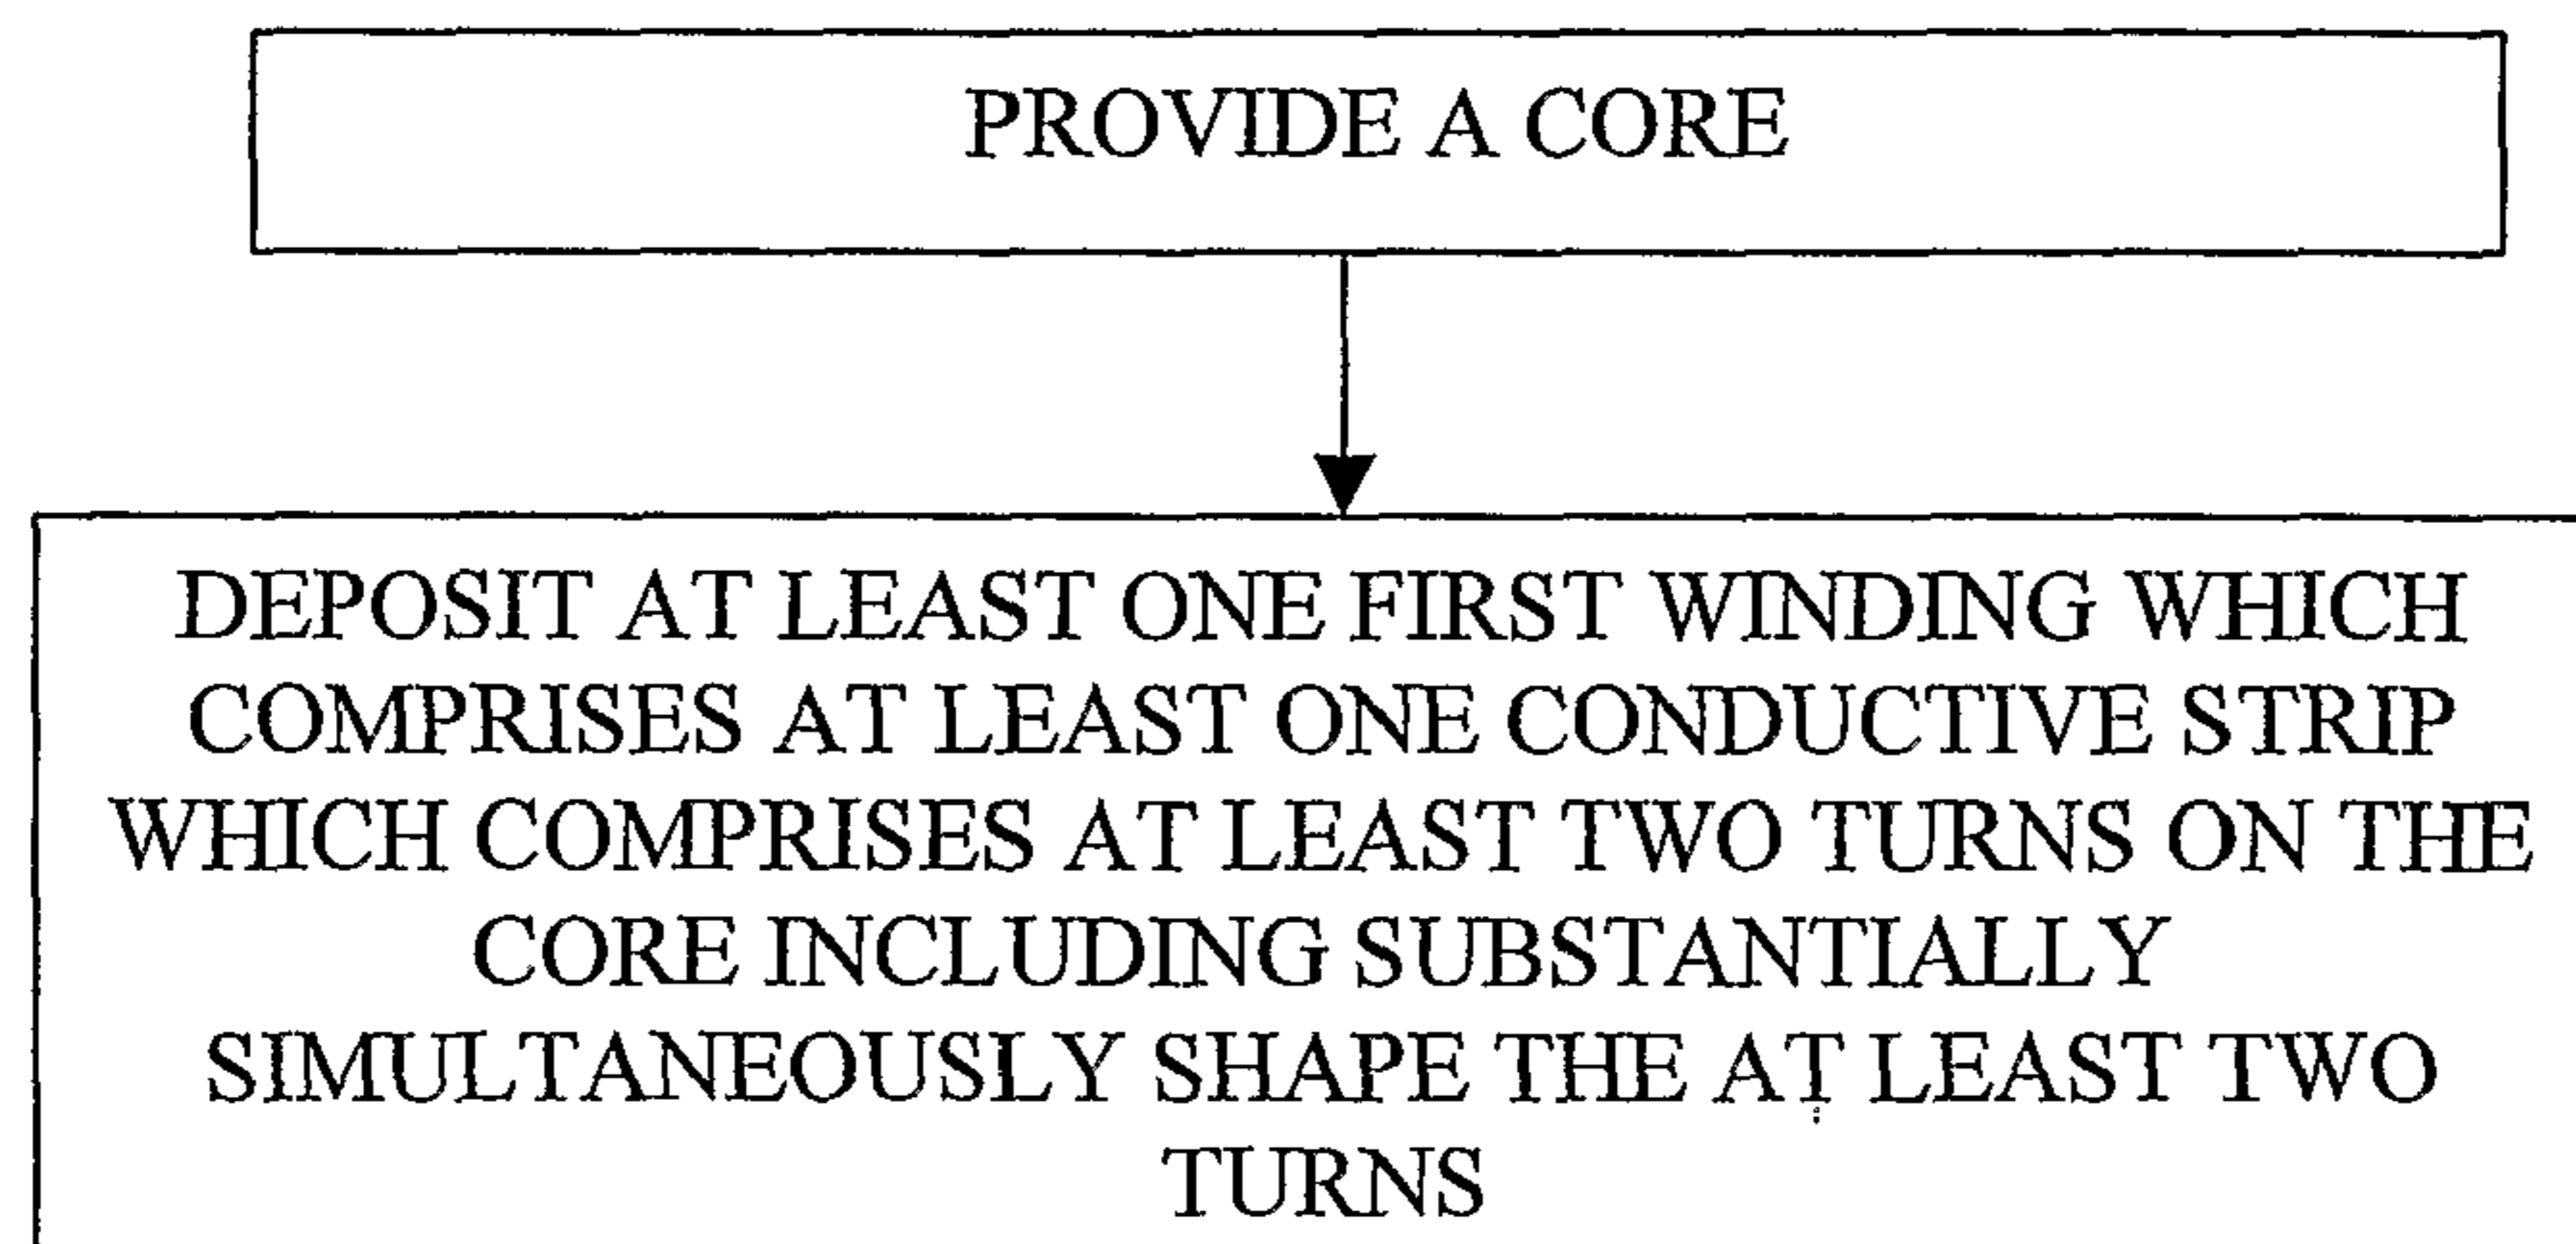 PROVIDE A CORE
DEPOSIT AT LEAST ONE FIRST WINDING WHICH
COMPRISES AT LEAST ONE CONDUCTIVE STRIP
WHICH COMPRISES AT LEAST TWO TURNS ON THE
CORE INCLUDING SUBSTANTIALLY
SIMULTANEOUSLY SHAPE THE AT LEAST TWO
TURNS